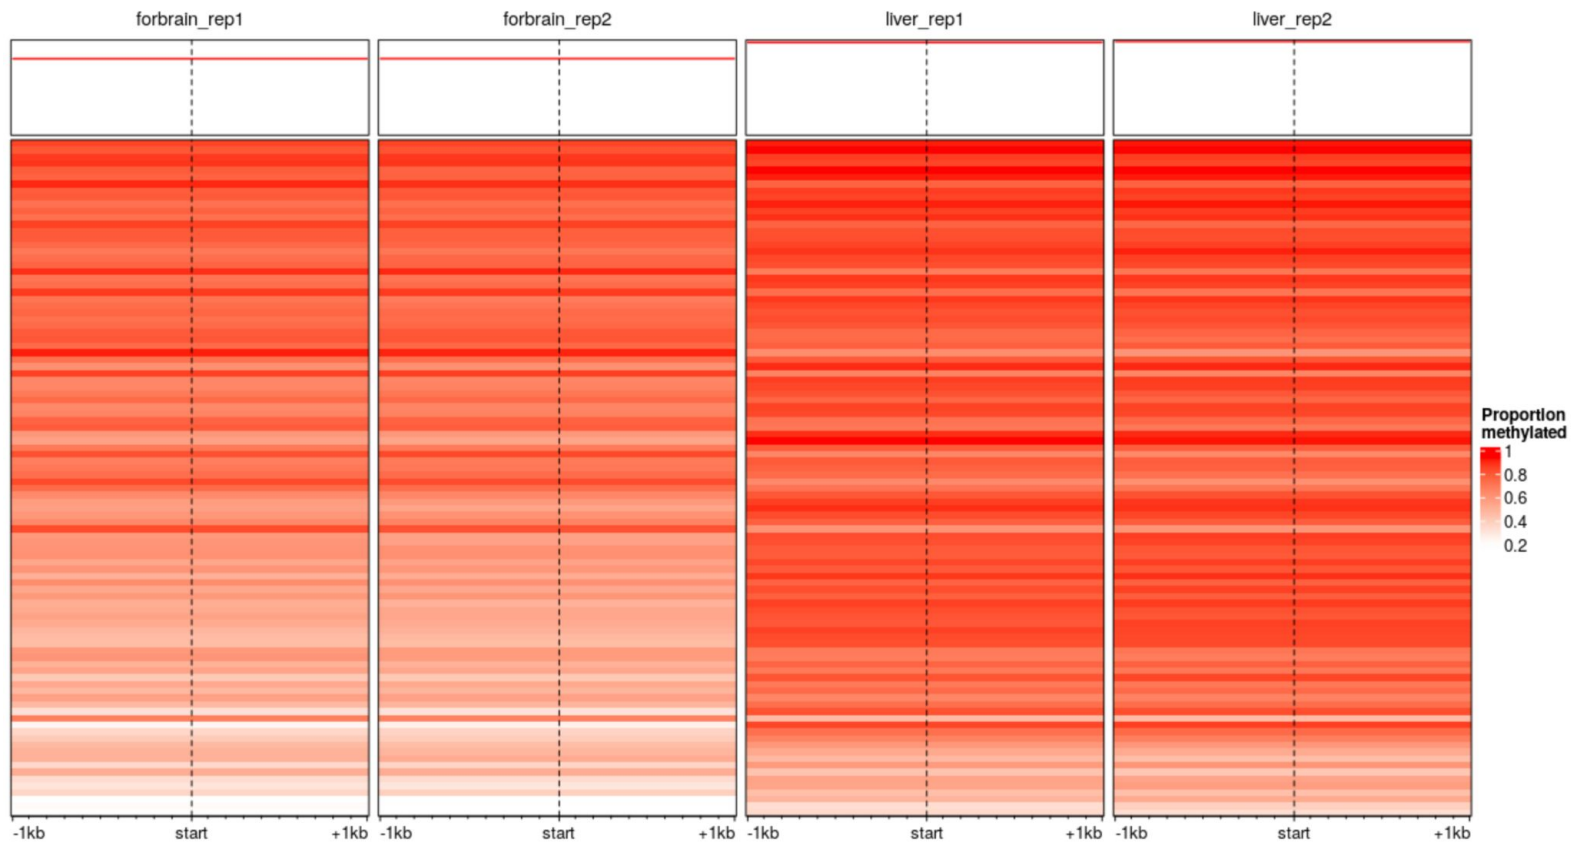 forbrain_rep1
forbrain_rep2
liver_rep1
liver_rep2
Proportion
methylated
1
0.8
0.6
0.4
0.2
-1kb start +1kb
-1kb start +1kb
-1kb start +1kb
-1kb start +1kb